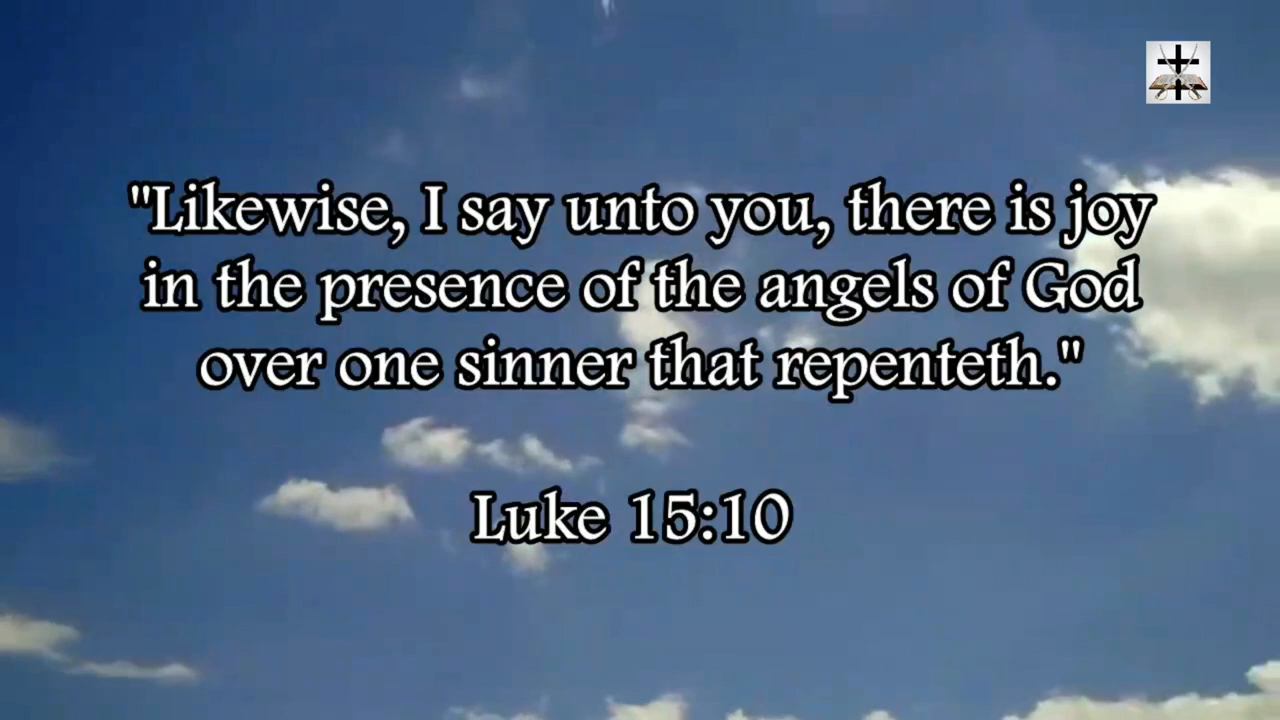 "Likewise, I say unto you, there is joy
in the presence of the angels of God
over one sinner that repenteth."
Luke 15:10